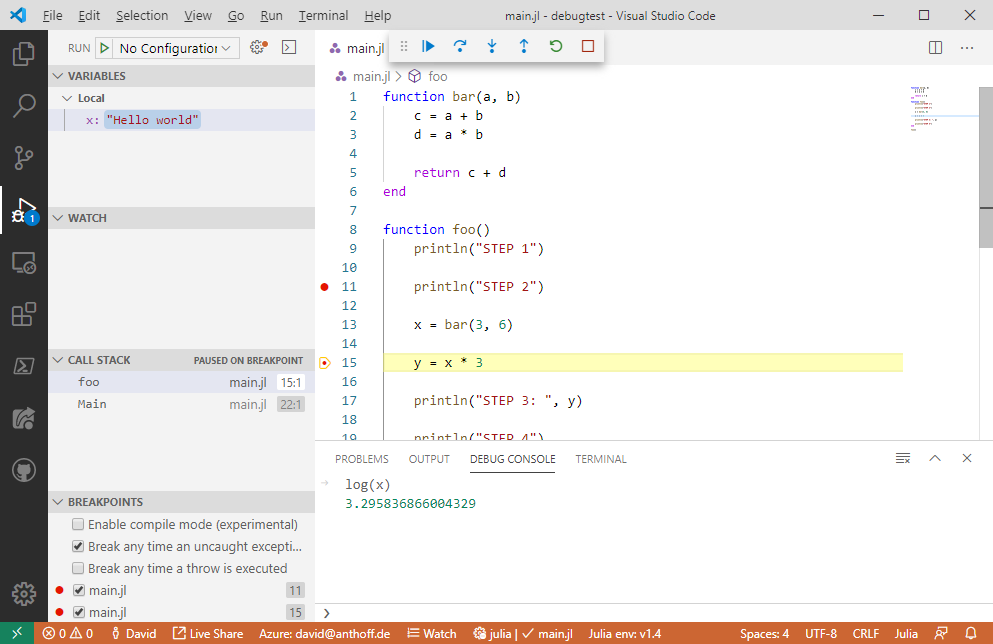 File Edit Selection View Go Run Terminal Help main.jl - debugtest - Visual Studio Code
RUN No Configuration
VARIABLES
Local
x: "Hello world"
WATCH
CALL STACK PAUSED ON BREAKPOINT
foo main.jl 15:1
Main main.jl 22:1
BREAKPOINTS
Enable compile mode (experimental)
Break any time an uncaught excepti...
Break any time a throw is executed
main.jl 11
main.jl 15
1
main.jl
main.jl > foo
1 function bar(a, b)
2 c = a + b
3 d = a * b
4
5 return c + d
6 end
7
8 function foo()
9 println("STEP 1")
10
11 println("STEP 2")
12
13 x = bar(3, 6)
14
15 y = x * 3
16
17 println("STEP 3: ", y)
18
19 println("STEP 4")
PROBLEMS OUTPUT DEBUG CONSOLE TERMINAL
log(x)
3.295836866004329
0 0 David Live Share Azure: david@anthoff.de Watch julia | main.jl Julia env: v1.4 Spaces: 4 UTF-8 CRLF Julia